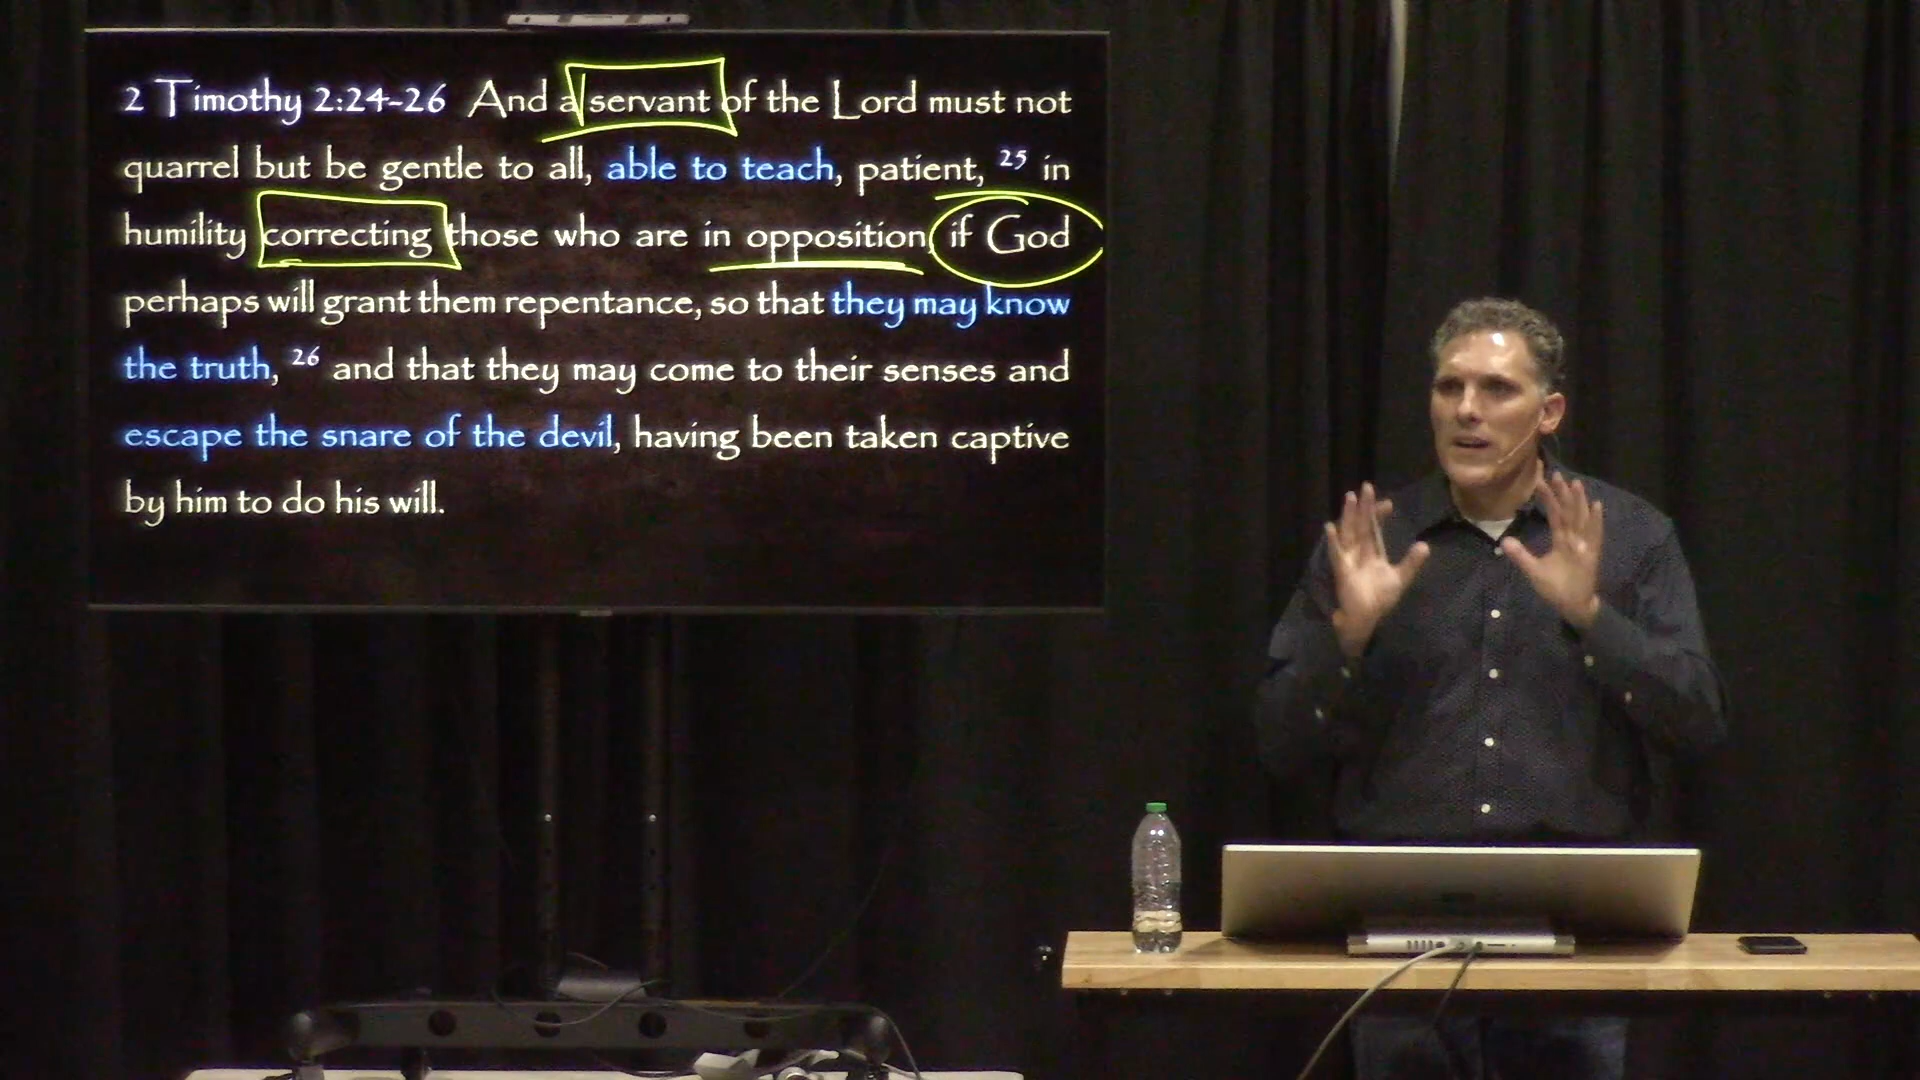 2 Timothy 2:24-26 And a servant of the Lord must not
quarrel but be gentle to all, able to teach, patient, 25 in
humility correcting those who are in opposition, if God
perhaps will grant them repentance, so that they may know
the truth, 26 and that they may come to their senses and
escape the snare of the devil, having been taken captive
by him to do his will.